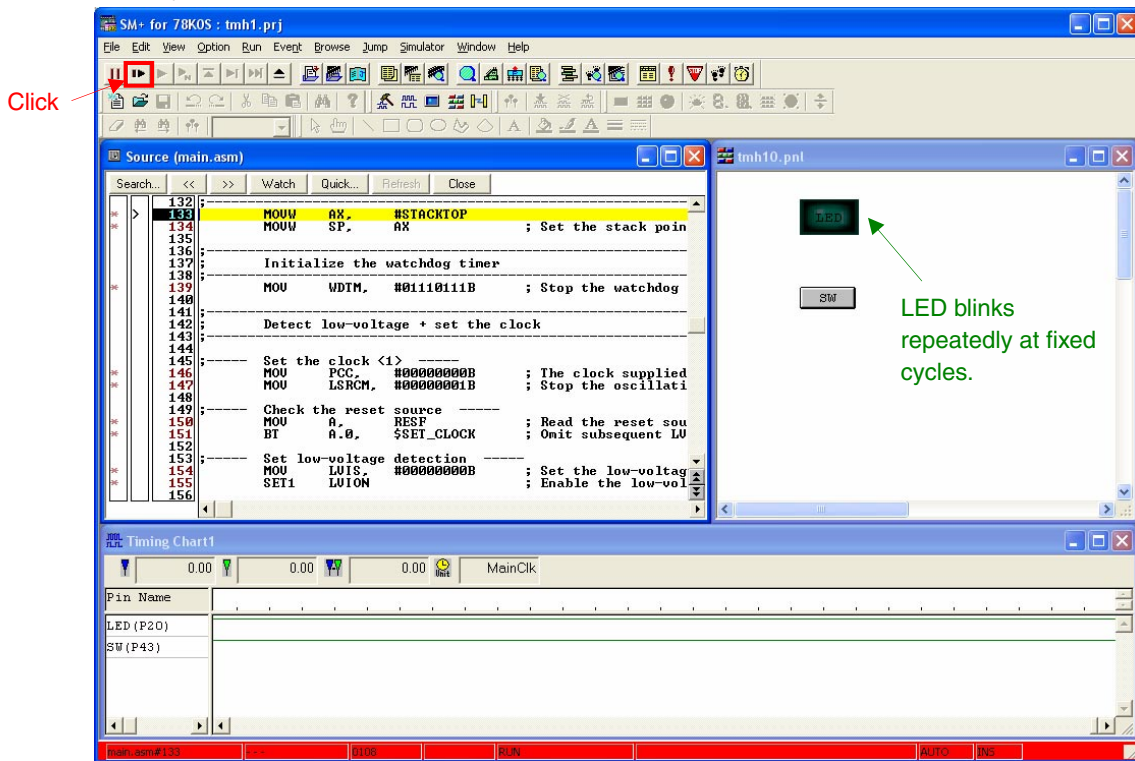 SM+ for 78K0S : tmh1.prj
File Edit View Option Run Event Browse Jump Simulator Window Help
Click
Source (main.asm)
Search... << >> Watch Quick... Refresh Close
132 ;------------------------------------------------
133 MOVW AX, #STACKTOP
134 MOVW SP, AX ; Set the stack poin
135
136 ;------------------------------------------------
137 ; Initialize the watchdog timer
138 ;------------------------------------------------
139 MOV WDTM, #01110111B ; Stop the watchdog
140
141 ;------------------------------------------------
142 ; Detect low-voltage + set the clock
143 ;------------------------------------------------
144
145 ;----- Set the clock <1> -----
146 MOV PCC, #00000000B ; The clock supplied
147 MOV LSRCM, #00000001B ; Stop the oscillati
148
149 ;----- Check the reset source -----
150 MOV A, RESF ; Read the reset sou
151 BT A.0, $SET_CLOCK ; Omit subsequent LV
152
153 ;----- Set low-voltage detection -----
154 MOV LVIS, #00000000B ; Set the low-voltag
155 SET1 LVION ; Enable the low-vol
156
tmh10.pnl
LED
SW
LED blinks
repeatedly at fixed
cycles.
Timing Chart1
0.00 0.00 0.00 Unit MainClk
Pin Name
LED(P20)
SW(P43)
main.asm#133 --- 0108 RUN AUTO INS